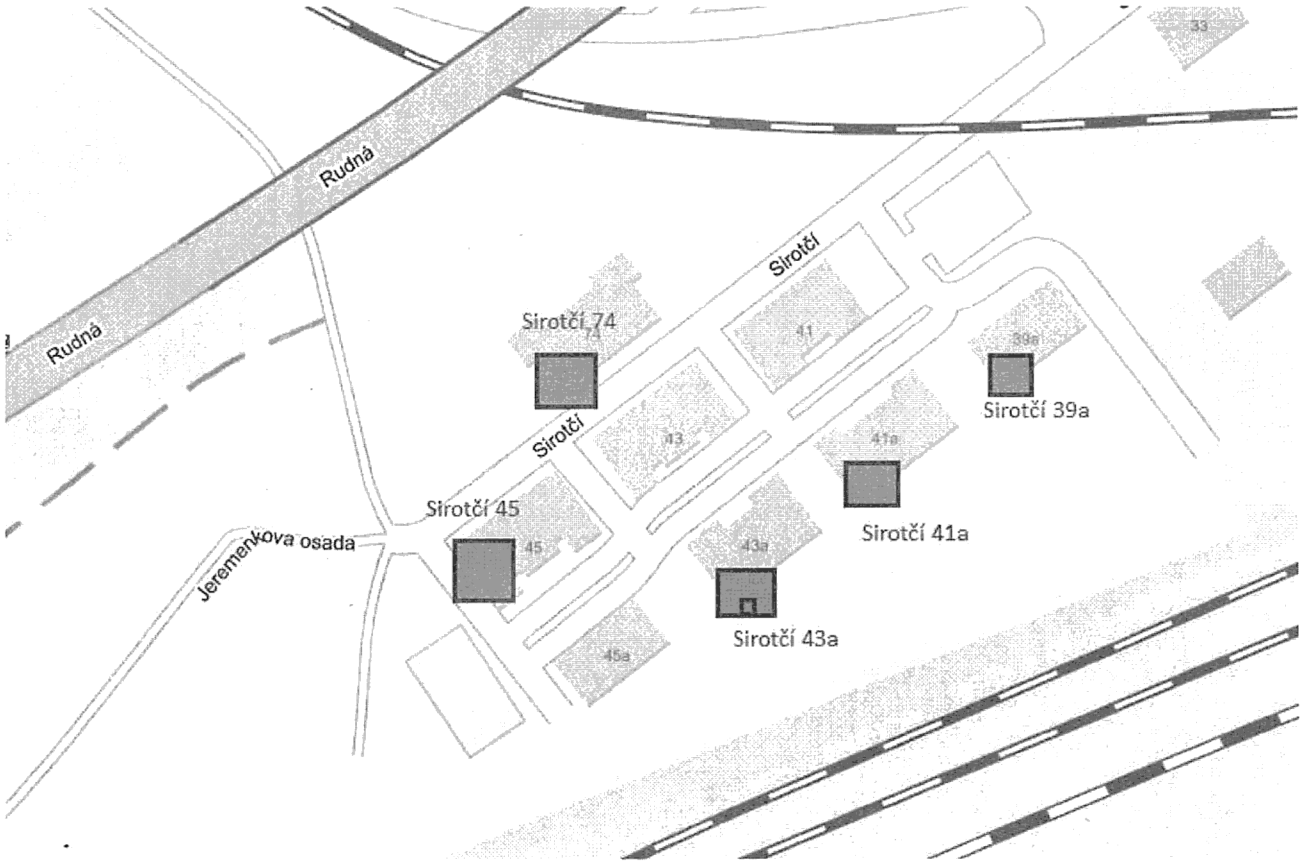 33
Rudná
Sirotčí
Sirotčí 74
74
41
39a
Rudná
Sirotčí 39a
Sirotčí
43
41a
Sirotčí 45
Sirotčí 41a
Jeremenkova osada
45
43a
Sirotčí 43a
45a